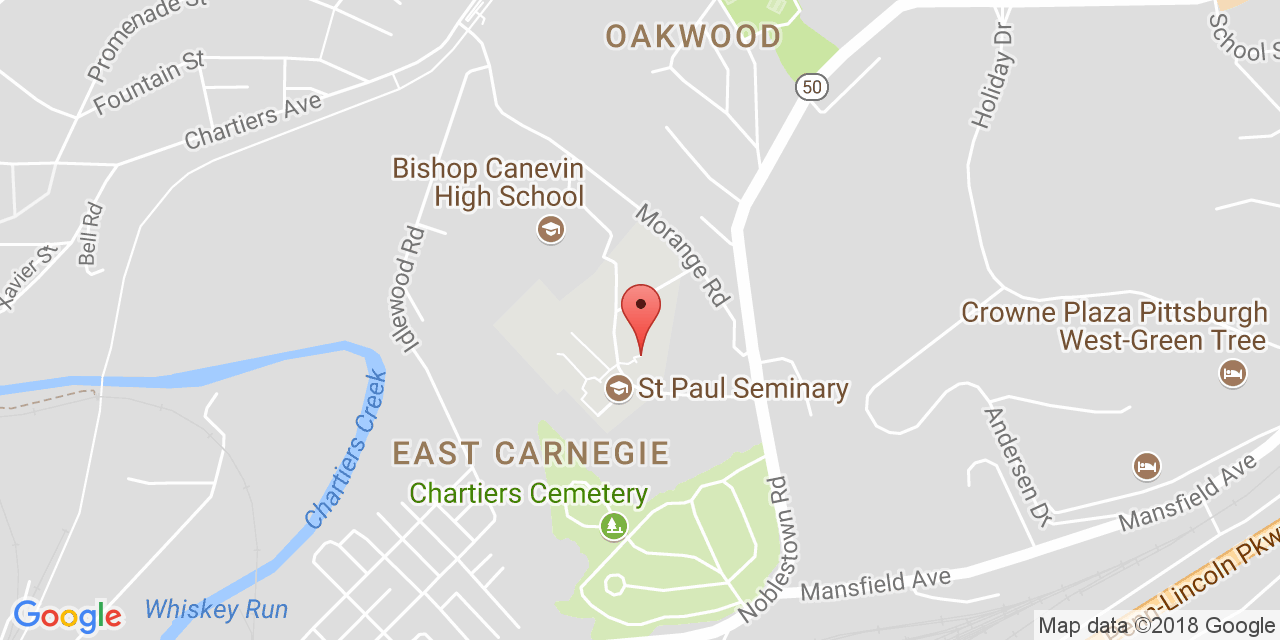 Promenade St
OAKWOOD
School S
Fountain St
50
Holiday Dr
Chartiers Ave
Bishop Canevin
High School
Bell Rd
Morange Rd
Xavier St
Idlewood Rd
Crowne Plaza Pittsburgh
West-Green Tree
St Paul Seminary
Chartiers Creek
EAST CARNEGIE
Chartiers Cemetery
Andersen Dr
Mansfield Ave
Noblestown Rd
Mansfield Ave
n-Lincoln Pkw
Google
Whiskey Run
Map data ©2018 Google